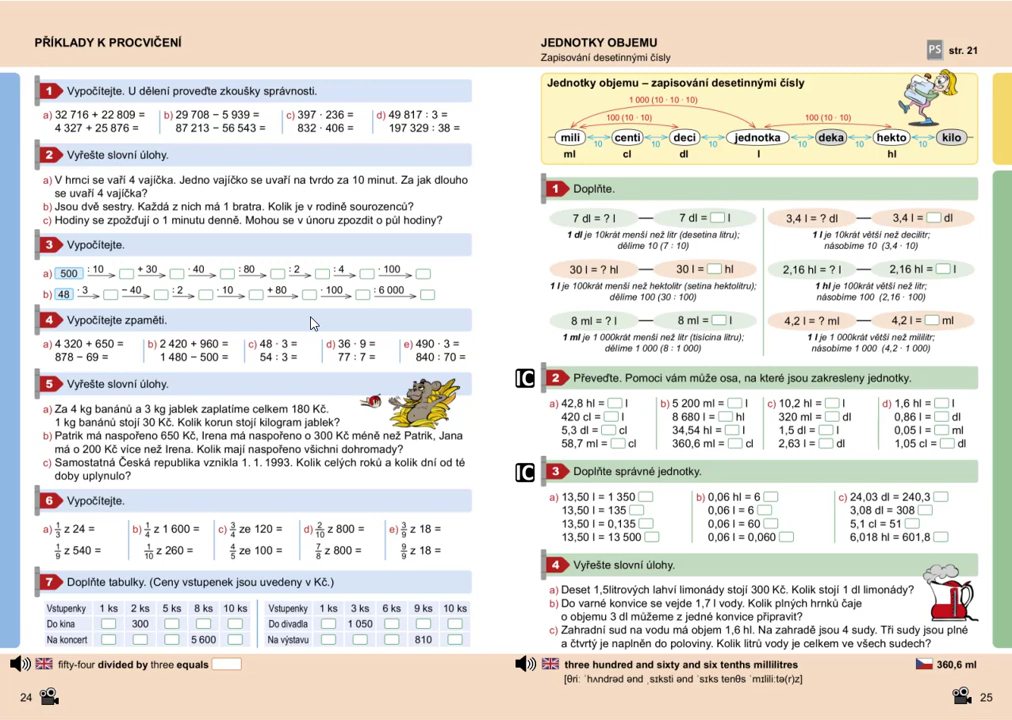 PŘÍKLADY K PROCVIČENÍ
1 Vypočítejte. U dělení proveďte zkoušky správnosti.
a) 32 716 + 22 809 = b) 29 708 − 5 939 = c) 397 · 236 = d) 49 817 : 3 =
4 327 + 25 876 = 87 213 − 56 543 = 832 · 406 = 197 329 : 38 =
2 Vyřešte slovní úlohy.
a) V hrnci se vaří 4 vajíčka. Jedno vajíčko se uvaří na tvrdo za 10 minut. Za jak dlouho
se uvaří 4 vajíčka?
b) Jsou dvě sestry. Každá z nich má 1 bratra. Kolik je v rodině sourozenců?
c) Hodiny se zpožďují o 1 minutu denně. Mohou se v únoru zpozdit o půl hodiny?
3 Vypočítejte.
a) 500 : 10 + 30 · 40 : 80 : 2 : 4 · 100
b) 48 · 3 − 40 : 2 · 10 + 80 · 100 : 6 000
4 Vypočítejte zpaměti.
a) 4 320 + 650 = b) 2 420 + 960 = c) 48 · 3 = d) 36 · 9 = e) 490 · 3 =
878 − 69 = 1 480 − 500 = 54 : 3 = 77 : 7 = 840 : 70 =
5 Vyřešte slovní úlohy.
a) Za 4 kg banánů a 3 kg jablek zaplatíme celkem 180 Kč.
1 kg banánů stojí 30 Kč. Kolik korun stojí kilogram jablek?
b) Patrik má naspořeno 650 Kč, Irena má naspořeno o 300 Kč méně než Patrik, Jana
má o 200 Kč více než Irena. Kolik mají naspořeno všichni dohromady?
c) Samostatná Česká republika vznikla 1. 1. 1993. Kolik celých roků a kolik dní od té
doby uplynulo?
6 Vypočítejte.
a) 1/3 z 24 = b) 1/4 z 1 600 = c) 3/4 ze 120 = d) 2/10 z 800 = e) 3/9 z 18 =
1/9 z 540 = 1/10 z 260 = 4/5 ze 100 = 7/8 z 800 = 9/9 z 18 =
7 Doplňte tabulky. (Ceny vstupenek jsou uvedeny v Kč.)
Vstupenky 1 ks 2 ks 5 ks 8 ks 10 ks Vstupenky 1 ks 3 ks 6 ks 9 ks 10 ks
Do kina 300 Do divadla 1 050
Na koncert 5 600 Na výstavu 810
fifty-four divided by three equals
24
JEDNOTKY OBJEMU
Zapisování desetinnými čísly
PS str. 21
Jednotky objemu – zapisování desetinnými čísly
1 000 (10 · 10 · 10)
100 (10 · 10) 100 (10 · 10)
mili centi deci jednotka deka hekto kilo
10 10 10 10 10 10
ml cl dl l hl
1 Doplňte.
7 dl = ? l 7 dl = l 3,4 l = ? dl 3,4 l = dl
1 dl je 10krát menší než litr (desetina litru); 1 l je 10krát větší než decilitr;
dělíme 10 (7 : 10) násobíme 10 (3,4 · 10)
30 l = ? hl 30 l = hl 2,16 hl = ? l 2,16 hl = l
1 l je 100krát menší než hektolitr (setina hektolitru); 1 hl je 100krát větší než litr;
dělíme 100 (30 : 100) násobíme 100 (2,16 · 100)
8 ml = ? l 8 ml = l 4,2 l = ? ml 4,2 l = ml
1 ml je 1 000krát menší než litr (tisícina litru); 1 l je 1 000krát větší než mililitr;
dělíme 1 000 (8 : 1 000) násobíme 1 000 (4,2 · 1 000)
IC 2 Převeďte. Pomoci vám může osa, na které jsou zakresleny jednotky.
a) 42,8 hl = l b) 5 200 ml = l c) 10,2 hl = l d) 1,6 hl = l
420 cl = l 8 680 l = hl 320 ml = dl 0,86 l = dl
5,3 dl = cl 34,54 hl = l 1,5 dl = l 0,05 l = ml
58,7 ml = cl 360,6 ml = cl 2,63 l = dl 1,05 cl = dl
IC 3 Doplňte správné jednotky.
a) 13,50 l = 1 350 b) 0,06 hl = 6 c) 24,03 dl = 240,3
13,50 l = 135 0,06 l = 6 3,08 dl = 308
13,50 l = 0,135 0,06 l = 60 5,1 cl = 51
13,50 l = 13 500 0,06 l = 0,060 6,018 hl = 601,8
4 Vyřešte slovní úlohy.
a) Deset 1,5litrových lahví limonády stojí 300 Kč. Kolik stojí 1 dl limonády?
b) Do varné konvice se vejde 1,7 l vody. Kolik plných hrnků čaje
o objemu 3 dl můžeme z jedné konvice připravit?
c) Zahradní sud na vodu má objem 1,6 hl. Na zahradě jsou 4 sudy. Tři sudy jsou plné
a čtvrtý je naplněn do poloviny. Kolik litrů vody je celkem ve všech sudech?
three hundred and sixty and six tenths millilitres 360,6 ml
[θriː ˈhʌndrəd ənd ˌsɪksti ənd ˈsɪks tenθs ˈmɪliliːtə(r)z]
25